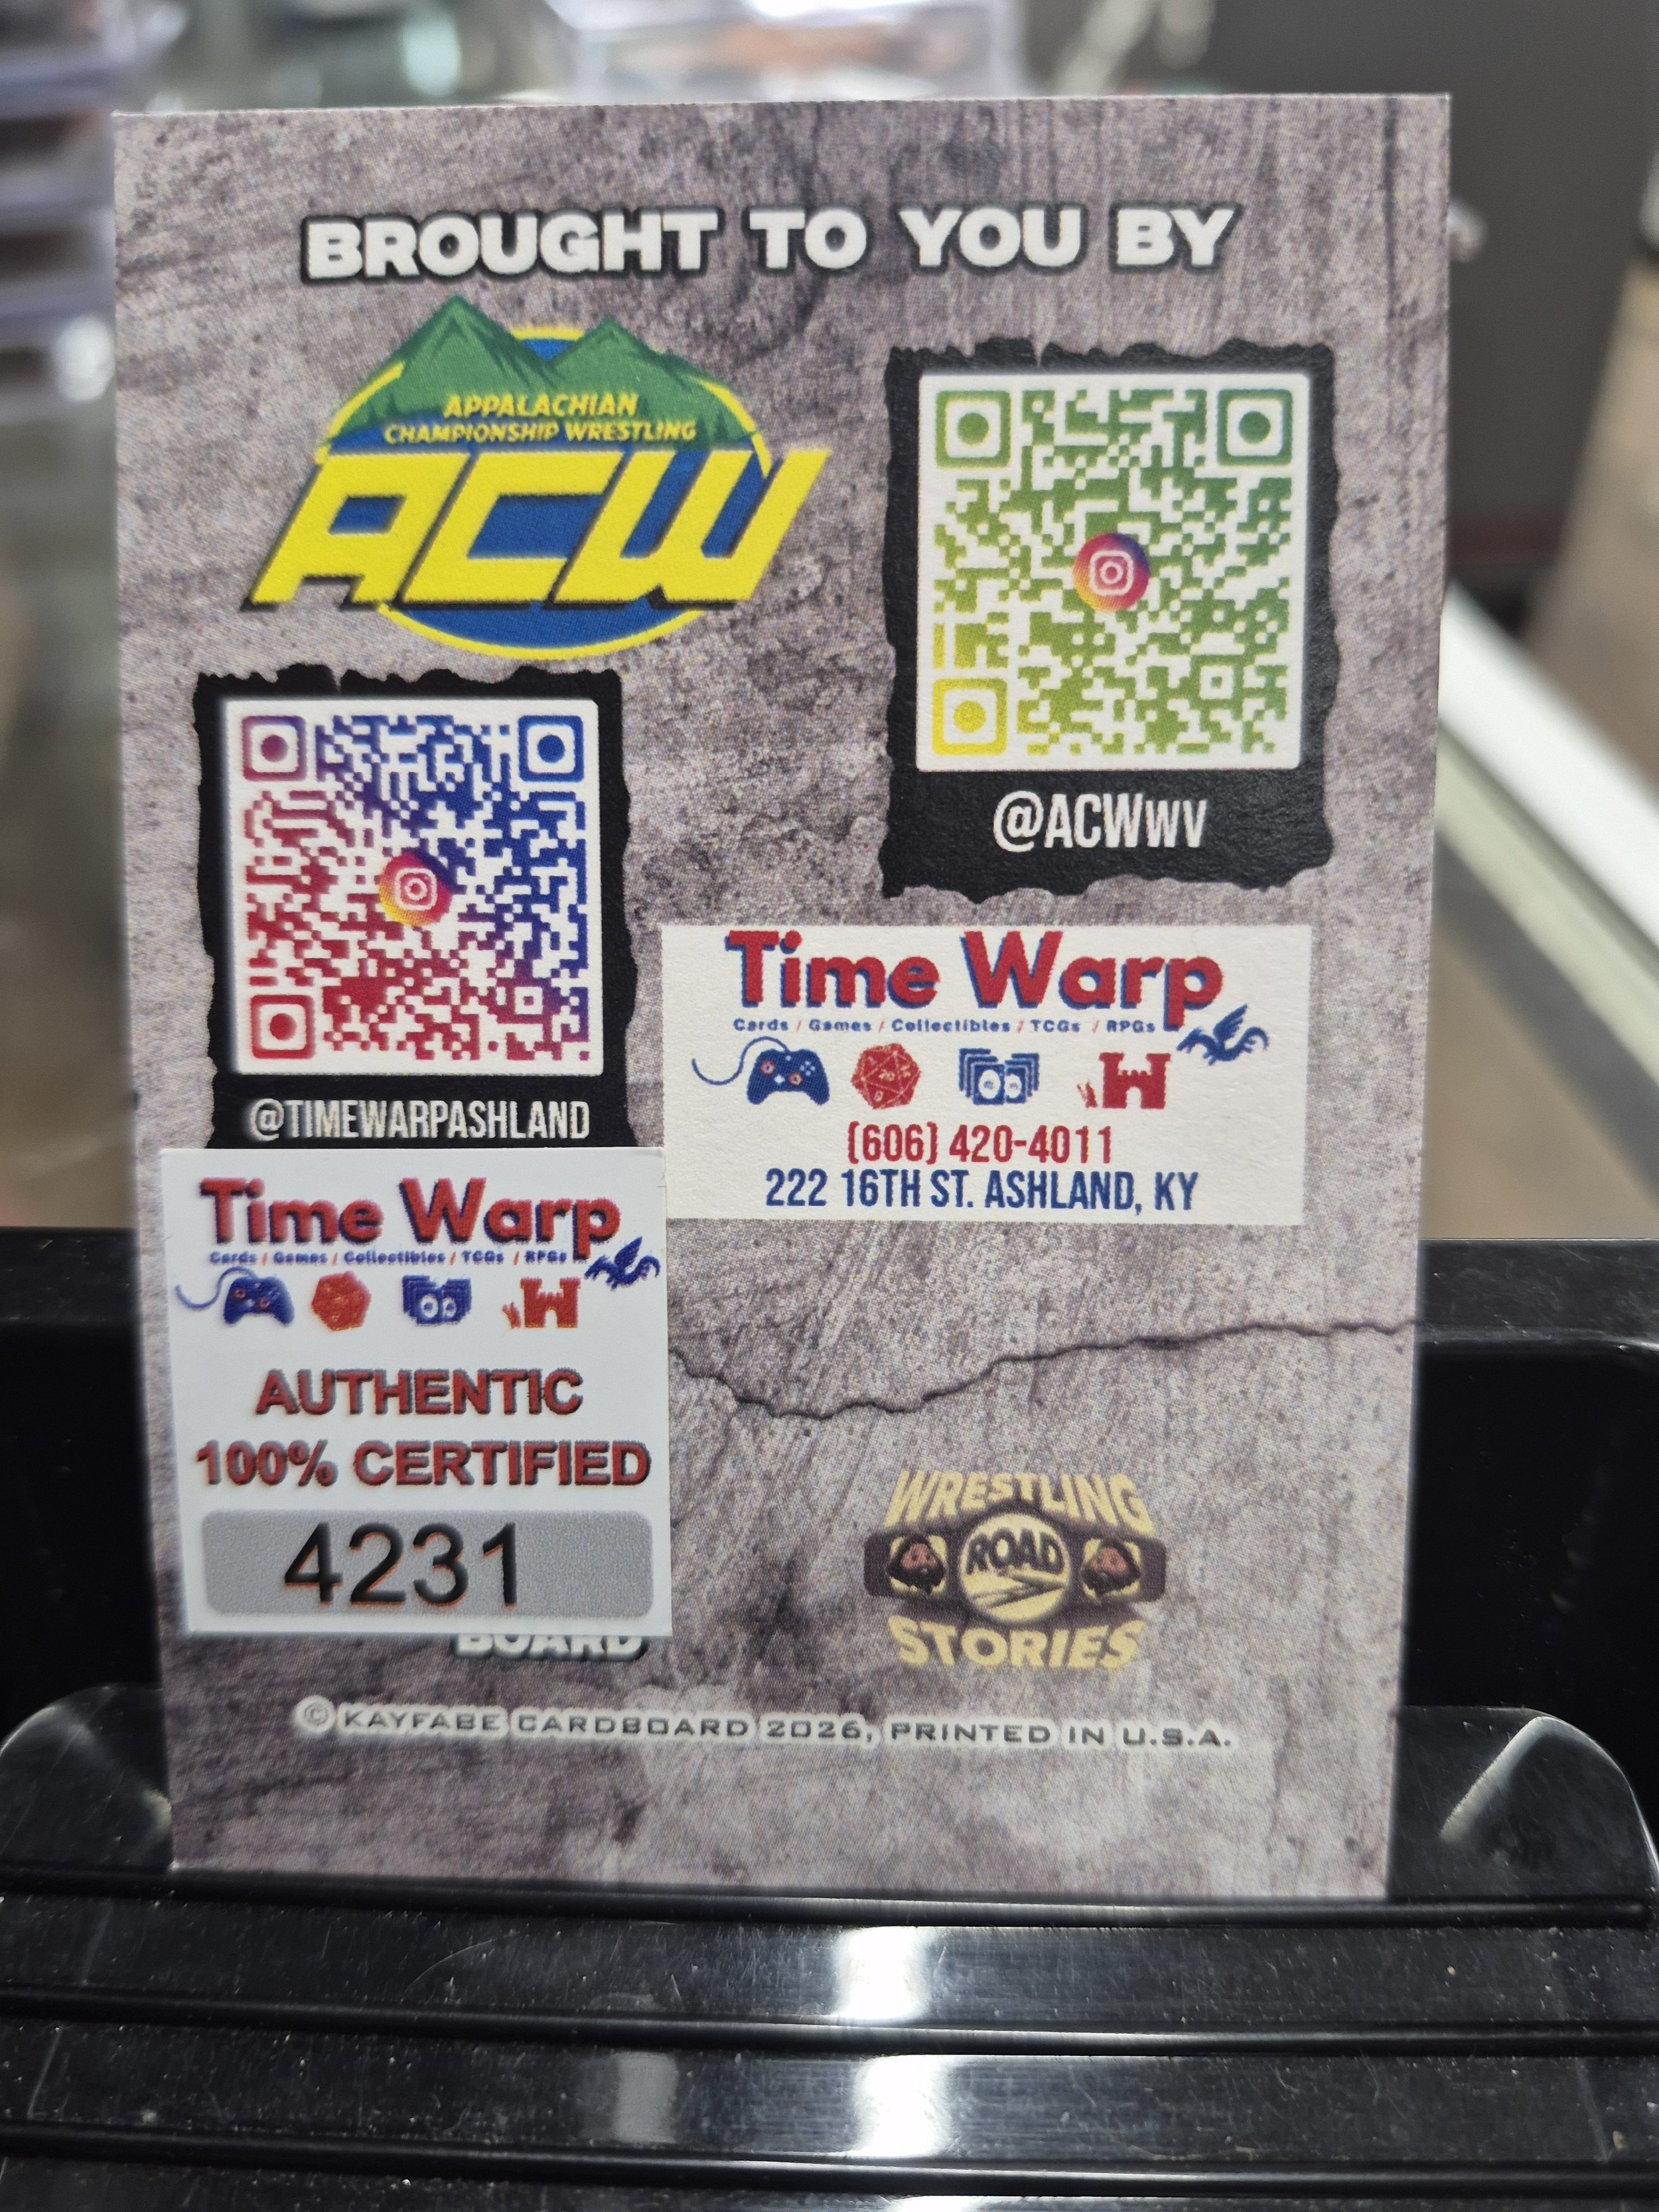 BROUGHT TO YOU BY
APPALACHIAN
CHAMPIONSHIP WRESTLING
ACW
@ACWWV
@TIMEWARPASHLAND
Time Warp
Cards / Games / Collectibles / TCGs / RPGs
(606) 420-4011
222 16TH ST. ASHLAND, KY
Time Warp
Cards / Games / Collectibles / TCGs / RPGs
AUTHENTIC
100% CERTIFIED
4231
BOARD
WRESTLING
ROAD
STORIES
© KAYFABE CARDBOARD 2026, PRINTED IN U.S.A.